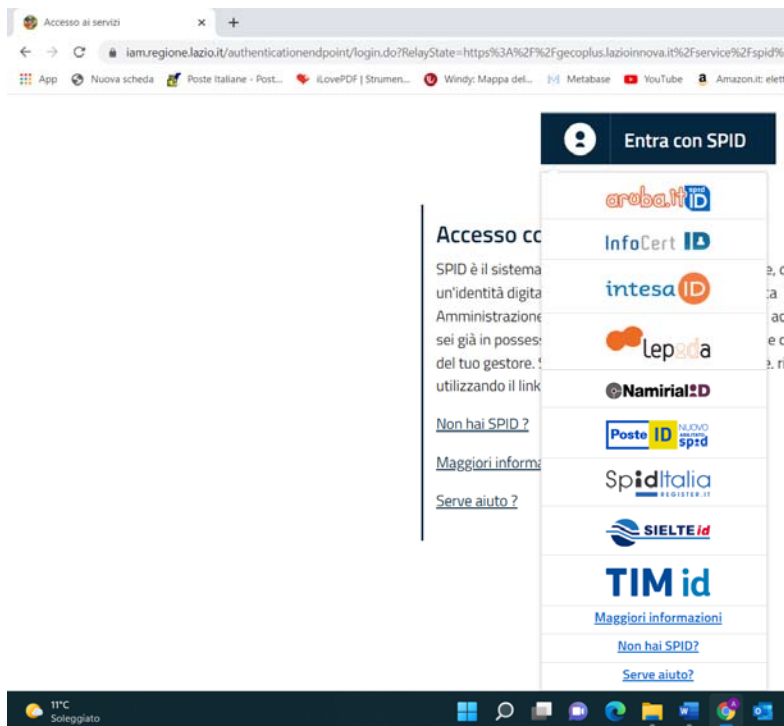 Accesso ai servizi
iam.regione.lazio.it/authenticationendpoint/login.do?RelayState=https%3A%2F%2Fgecoplus.lazioinnova.it%2Fservice%2Fspid%
App Nuova scheda Poste Italiane - Post... iLovePDF | Strumen... Windy: Mappa del... Metabase YouTube Amazon.it: elett
Entra con SPID
aruba.it spid ID
InfoCert ID
intesa ID
lepida
Namirial ID
Poste ID NUOVO spid
SpidItalia
REGISTER.IT
SIELTE id
TIM id
Maggiori informazioni
Non hai SPID?
Serve aiuto?
Accesso co
SPID è il sistema
un'identità digita
Amministrazione
sei già in posses
del tuo gestore.
utilizzando il link
Non hai SPID ?
Maggiori informa
Serve aiuto ?
11°C
Soleggiato